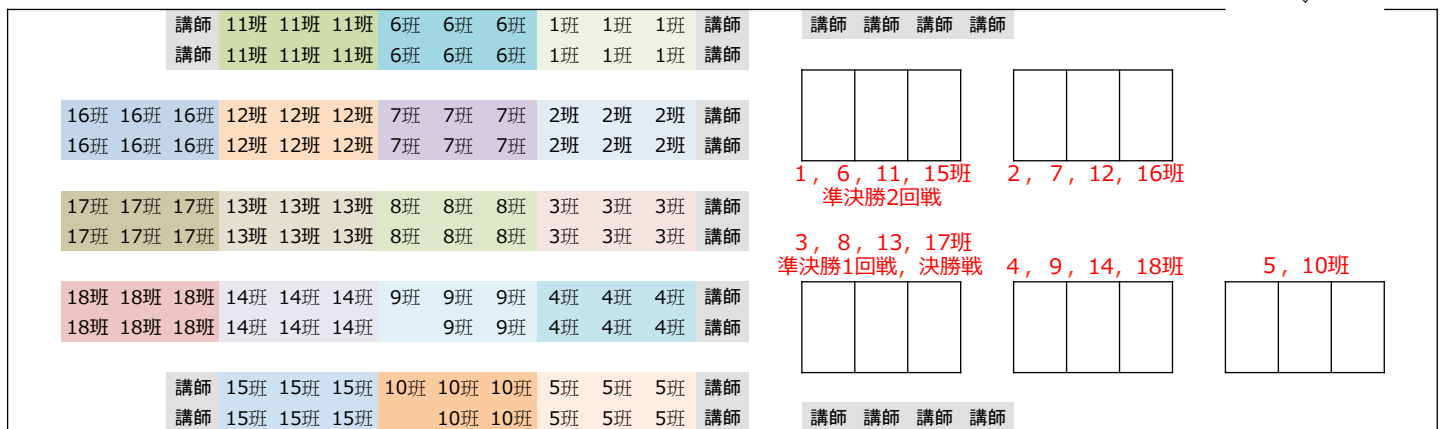 講師 11班 11班 11班 6班 6班 6班 1班 1班 1班 講師 講師 講師 講師 講師
講師 11班 11班 11班 6班 6班 6班 1班 1班 1班 講師
16班 16班 16班 12班 12班 12班 7班 7班 7班 2班 2班 2班 講師
16班 16班 16班 12班 12班 12班 7班 7班 7班 2班 2班 2班 講師
1, 6, 11, 15班 2, 7, 12, 16班
準決勝2回戦
17班 17班 17班 13班 13班 13班 8班 8班 8班 3班 3班 3班 講師
17班 17班 17班 13班 13班 13班 8班 8班 8班 3班 3班 3班 講師
3, 8, 13, 17班
準決勝1回戦, 決勝戦 4, 9, 14, 18班 5, 10班
18班 18班 18班 14班 14班 14班 9班 9班 9班 4班 4班 4班 講師
18班 18班 18班 14班 14班 14班 9班 9班 4班 4班 4班 講師
講師 15班 15班 15班 10班 10班 10班 5班 5班 5班 講師
講師 15班 15班 15班 10班 10班 5班 5班 5班 講師 講師 講師 講師 講師